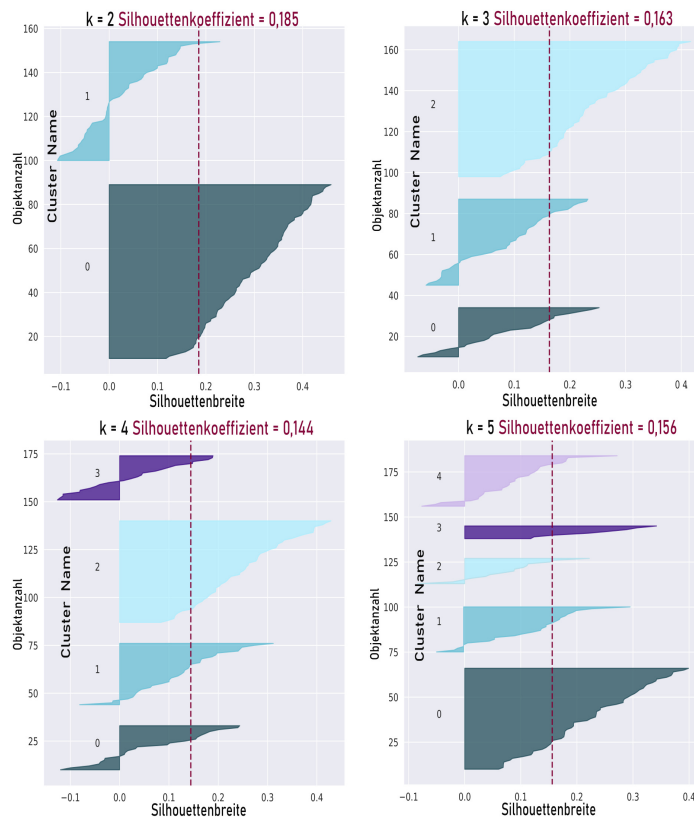 k = 2 Silhouettenkoeffizient = 0,185
160
140
120
100
80
60
40
20
Objektanzahl
Cluster Name
1
0
−0.1 0.0 0.1 0.2 0.3 0.4
Silhouettenbreite
k = 3 Silhouettenkoeffizient = 0,163
160
140
120
100
80
60
40
20
Objektanzahl
Cluster Name
2
1
0
0.0 0.1 0.2 0.3 0.4
Silhouettenbreite
k = 4 Silhouettenkoeffizient = 0,144
175
150
125
100
75
50
25
Objektanzahl
Cluster Name
3
2
1
0
−0.1 0.0 0.1 0.2 0.3 0.4
Silhouettenbreite
k = 5 Silhouettenkoeffizient = 0,156
175
150
125
100
75
50
25
Objektanzahl
Cluster Name
4
3
2
1
0
−0.1 0.0 0.1 0.2 0.3 0.4
Silhouettenbreite